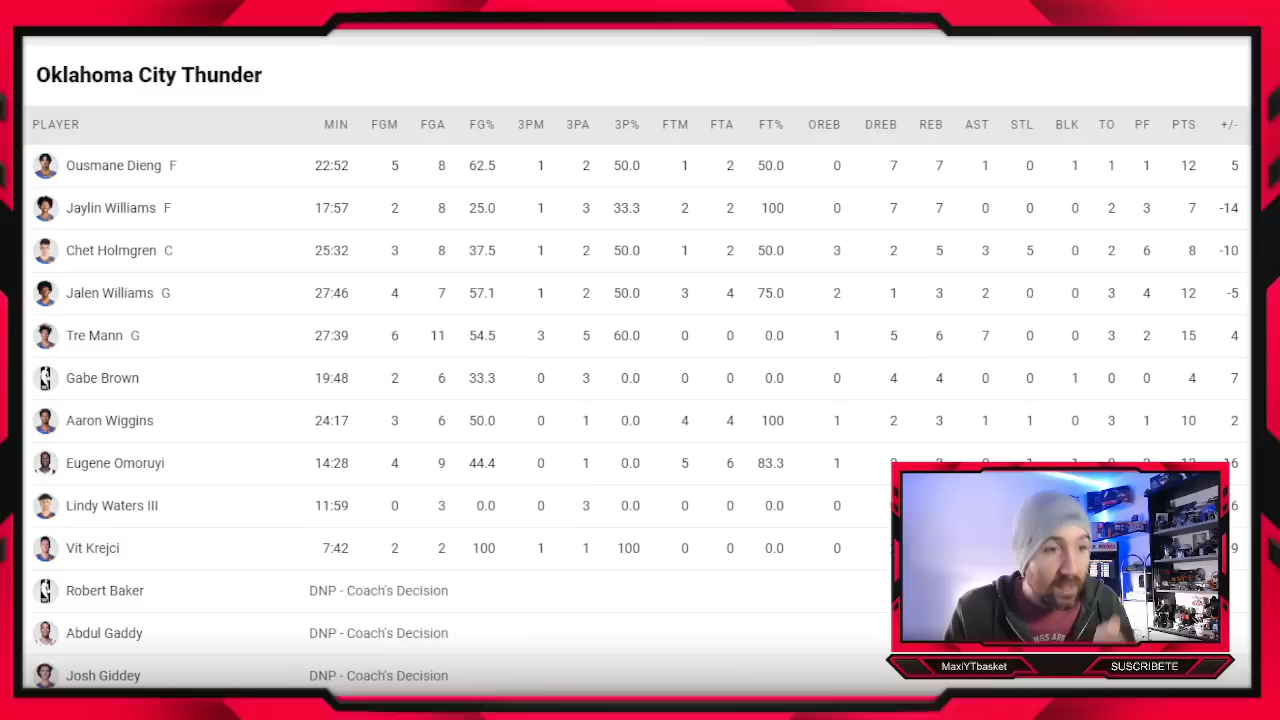 Oklahoma City Thunder
PLAYER MIN FGM FGA FG% 3PM 3PA 3P% FTM FTA FT% OREB DREB REB AST STL BLK TO PF PTS +/-
Ousmane Dieng F 22:52 5 8 62.5 1 2 50.0 1 2 50.0 0 7 7 1 0 1 1 1 12 5
Jaylin Williams F 17:57 2 8 25.0 1 3 33.3 2 2 100 0 7 7 0 0 0 2 3 7 -14
Chet Holmgren C 25:32 3 8 37.5 1 2 50.0 1 2 50.0 3 2 5 3 5 0 2 6 8 -10
Jalen Williams G 27:46 4 7 57.1 1 2 50.0 3 4 75.0 2 1 3 2 0 0 3 4 12 -5
Tre Mann G 27:39 6 11 54.5 3 5 60.0 0 0 0.0 1 5 6 7 0 0 3 2 15 4
Gabe Brown 19:48 2 6 33.3 0 3 0.0 0 0 0.0 0 4 4 0 0 1 0 0 4 7
Aaron Wiggins 24:17 3 6 50.0 0 1 0.0 4 4 100 1 2 3 1 1 0 3 1 10 2
Eugene Omoruyi 14:28 4 9 44.4 0 1 0.0 5 6 83.3 1
Lindy Waters III 11:59 0 3 0.0 0 3 0.0 0 0 0.0 0
Vit Krejci 7:42 2 2 100 1 1 100 0 0 0.0 0
Robert Baker DNP - Coach's Decision
Abdul Gaddy DNP - Coach's Decision
Josh Giddey DNP - Coach's Decision
MaxiYTbasket SUSCRIBETE